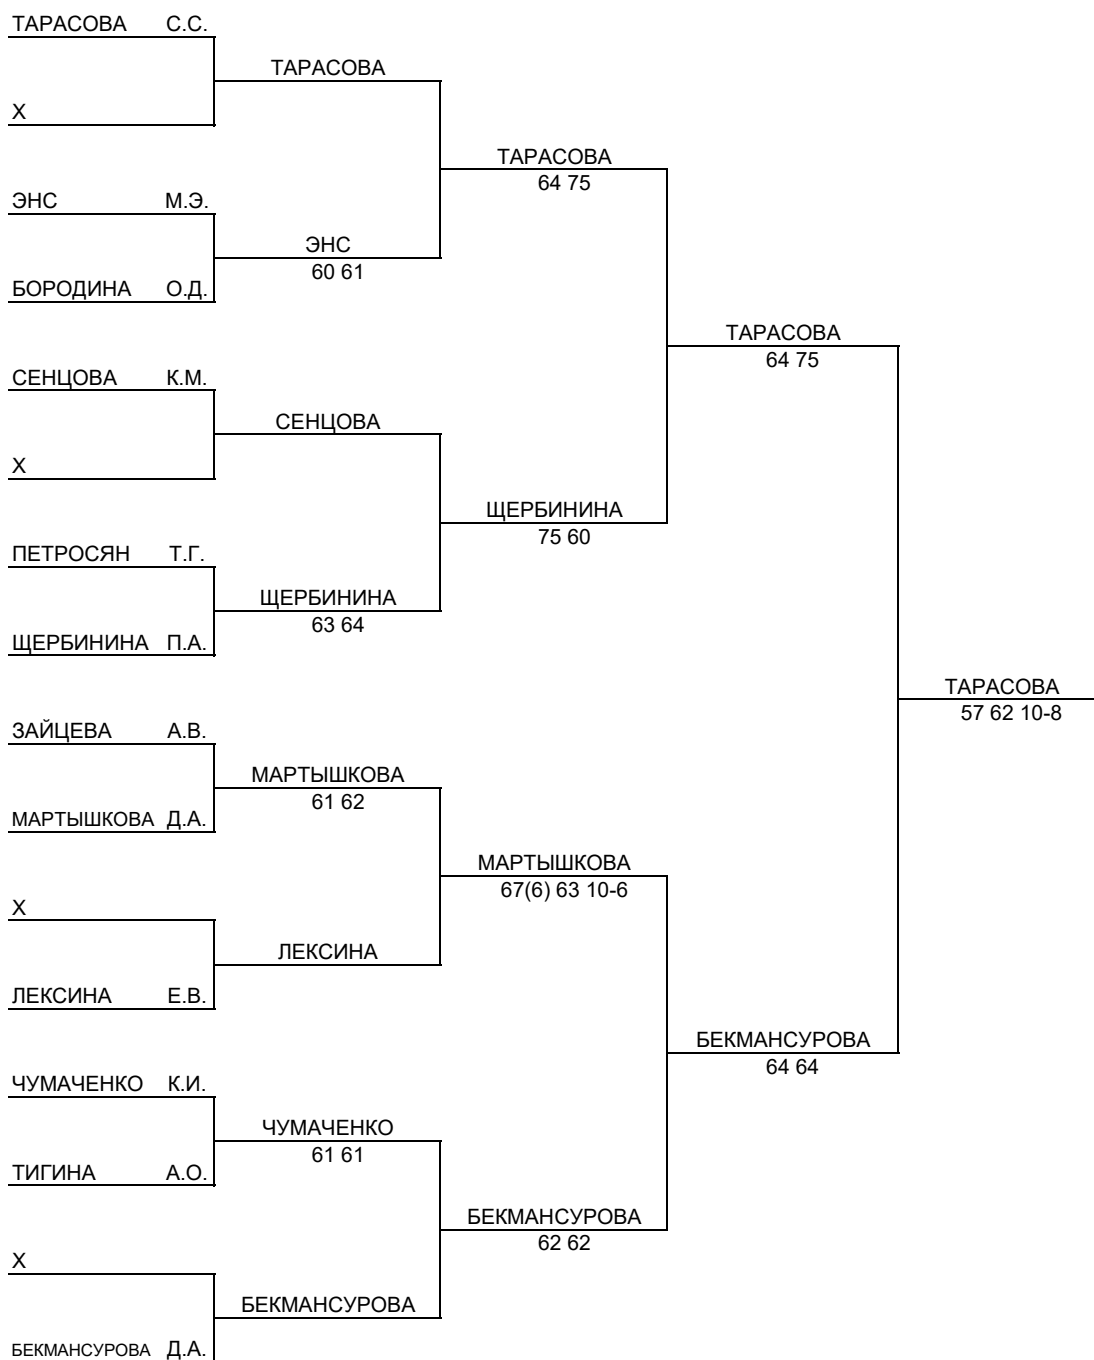 ТАРАСОВА С.С.
ТАРАСОВА
Х
ТАРАСОВА
64 75
ЭНС М.Э.
ЭНС
60 61
БОРОДИНА О.Д.
ТАРАСОВА
64 75
СЕНЦОВА К.М.
СЕНЦОВА
Х
ЩЕРБИНИНА
75 60
ПЕТРОСЯН Т.Г.
ЩЕРБИНИНА
63 64
ЩЕРБИНИНА П.А.
ТАРАСОВА
57 62 10-8
ЗАЙЦЕВА А.В.
МАРТЫШКОВА
61 62
МАРТЫШКОВА Д.А.
МАРТЫШКОВА
67(6) 63 10-6
Х
ЛЕКСИНА
ЛЕКСИНА Е.В.
БЕКМАНСУРОВА
64 64
ЧУМАЧЕНКО К.И.
ЧУМАЧЕНКО
61 61
ТИГИНА А.О.
БЕКМАНСУРОВА
62 62
Х
БЕКМАНСУРОВА
БЕКМАНСУРОВА Д.А.